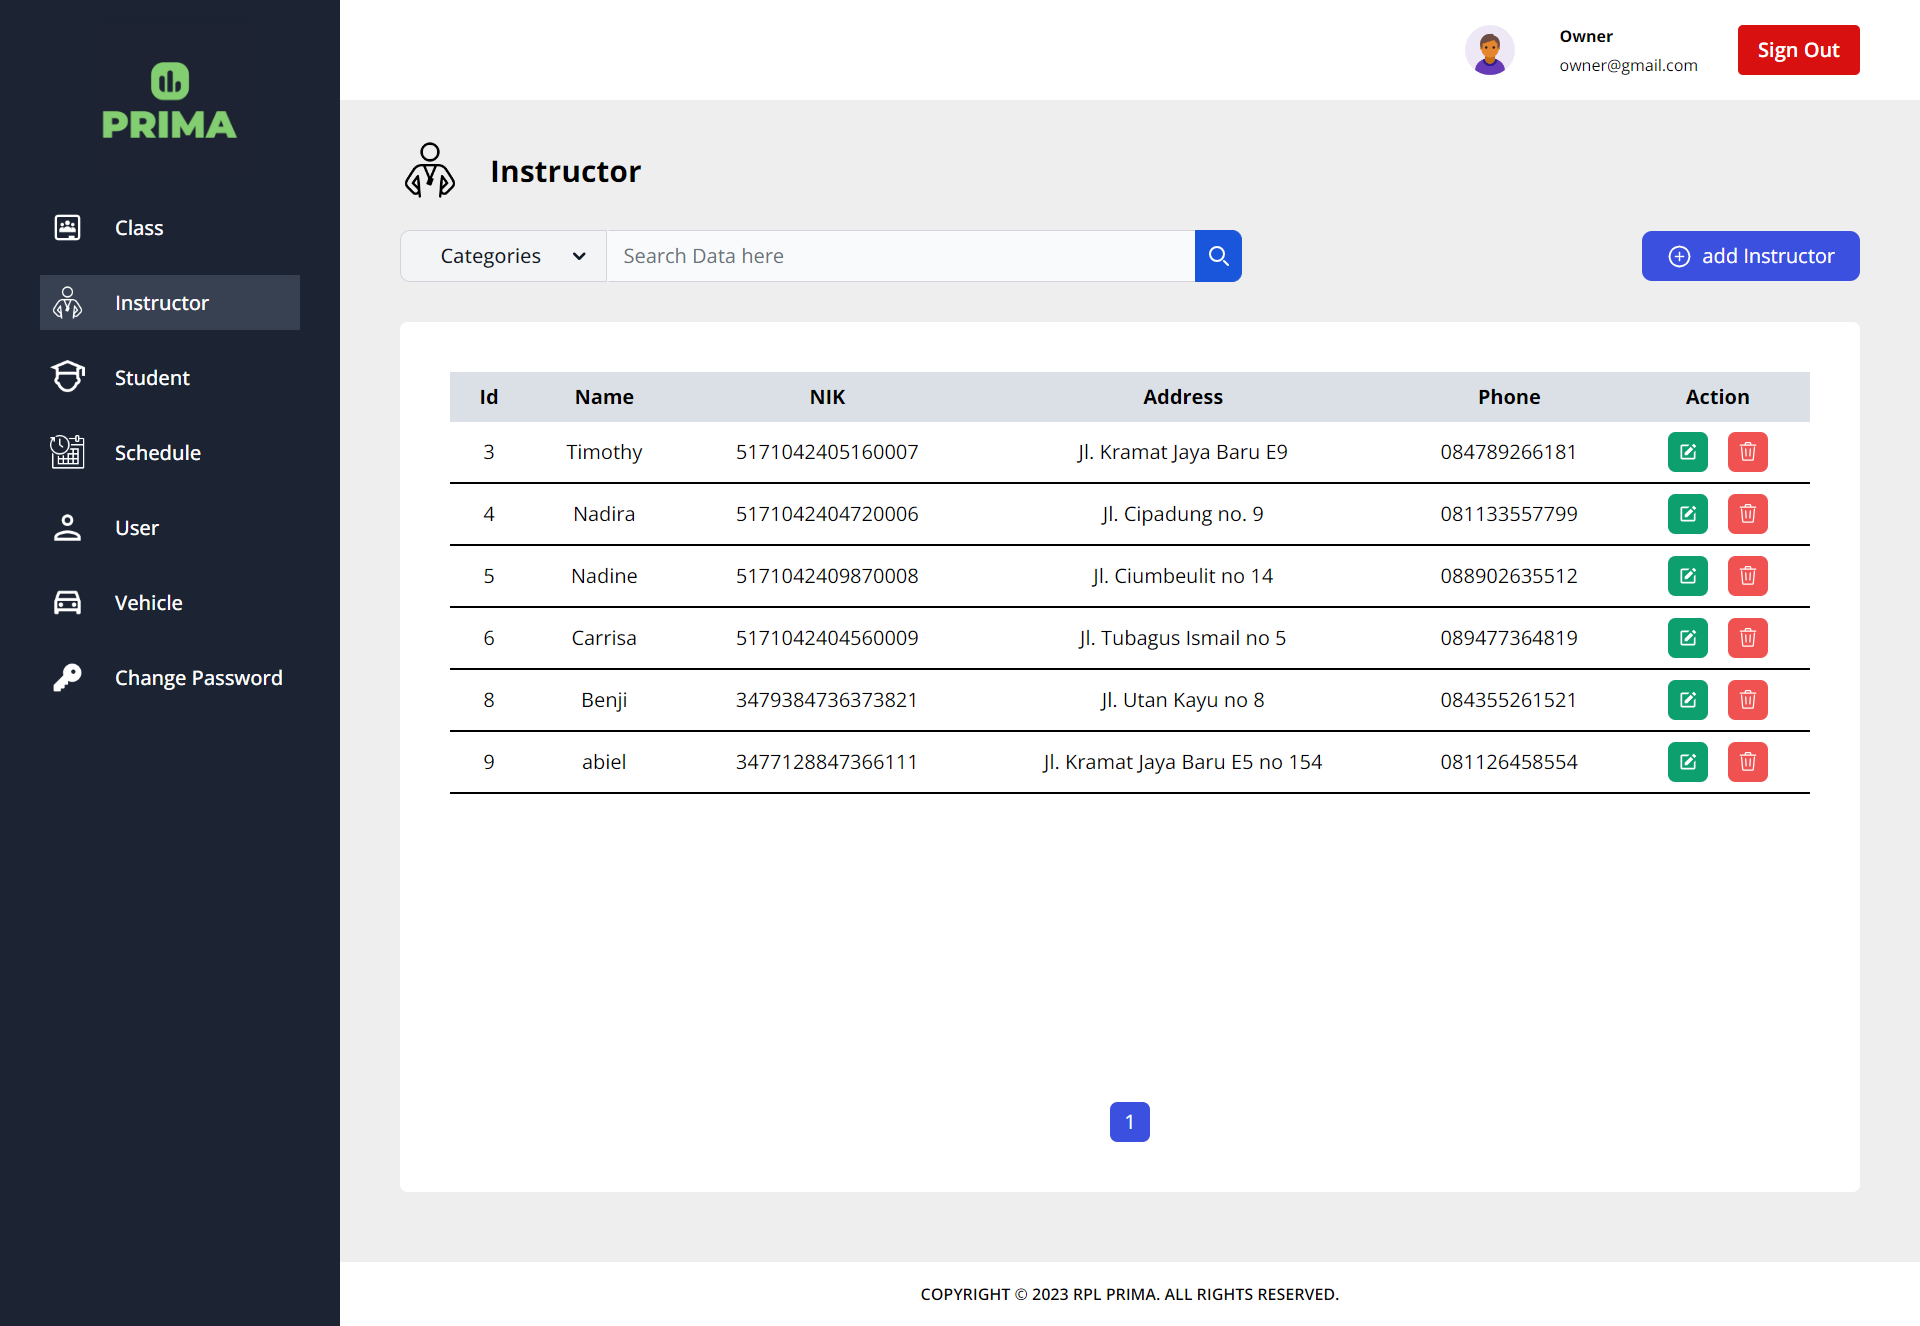 PRIMA
Class
Instructor
Student
Schedule
User
Vehicle
Change Password
Owner
owner@gmail.com
Sign Out
Instructor
Categories
Search Data here
add Instructor
Id Name NIK Address Phone Action
3 Timothy 5171042405160007 Jl. Kramat Jaya Baru E9 084789266181
4 Nadira 5171042404720006 Jl. Cipadung no. 9 081133557799
5 Nadine 5171042409870008 Jl. Ciumbeulit no 14 088902635512
6 Carrisa 5171042404560009 Jl. Tubagus Ismail no 5 089477364819
8 Benji 3479384736373821 Jl. Utan Kayu no 8 084355261521
9 abiel 3477128847366111 Jl. Kramat Jaya Baru E5 no 154 081126458554
1
COPYRIGHT © 2023 RPL PRIMA. ALL RIGHTS RESERVED.